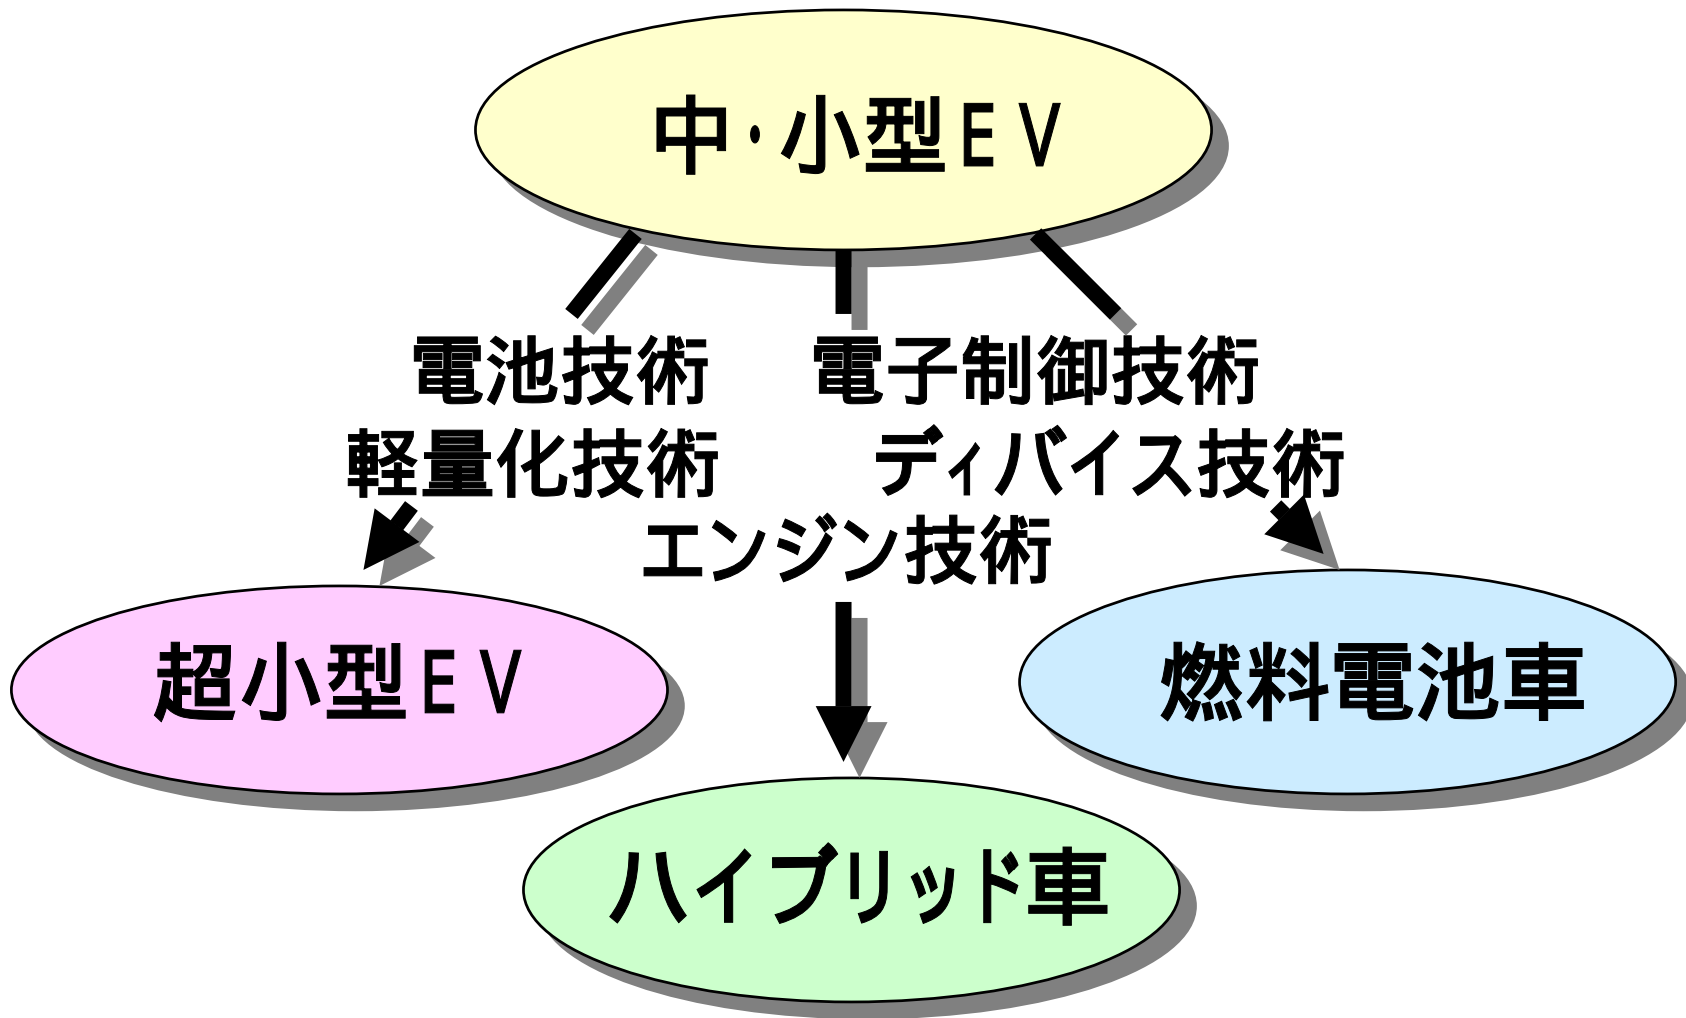 中・小型ＥＶ
電池技術　電子制御技術
軽量化技術　ディバイス技術
エンジン技術
超小型ＥＶ
燃料電池車
ハイブリッド車